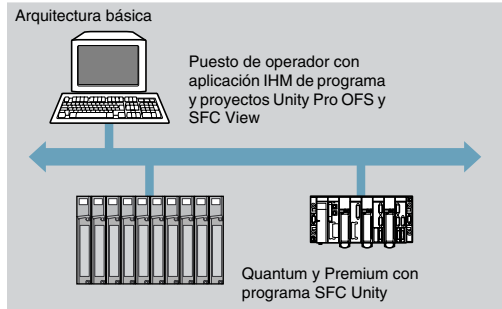 Arquitectura básica
Puesto de operador con
aplicación IHM de programa
y proyectos Unity Pro OFS y
SFC View
Quantum y Premium con
programa SFC Unity